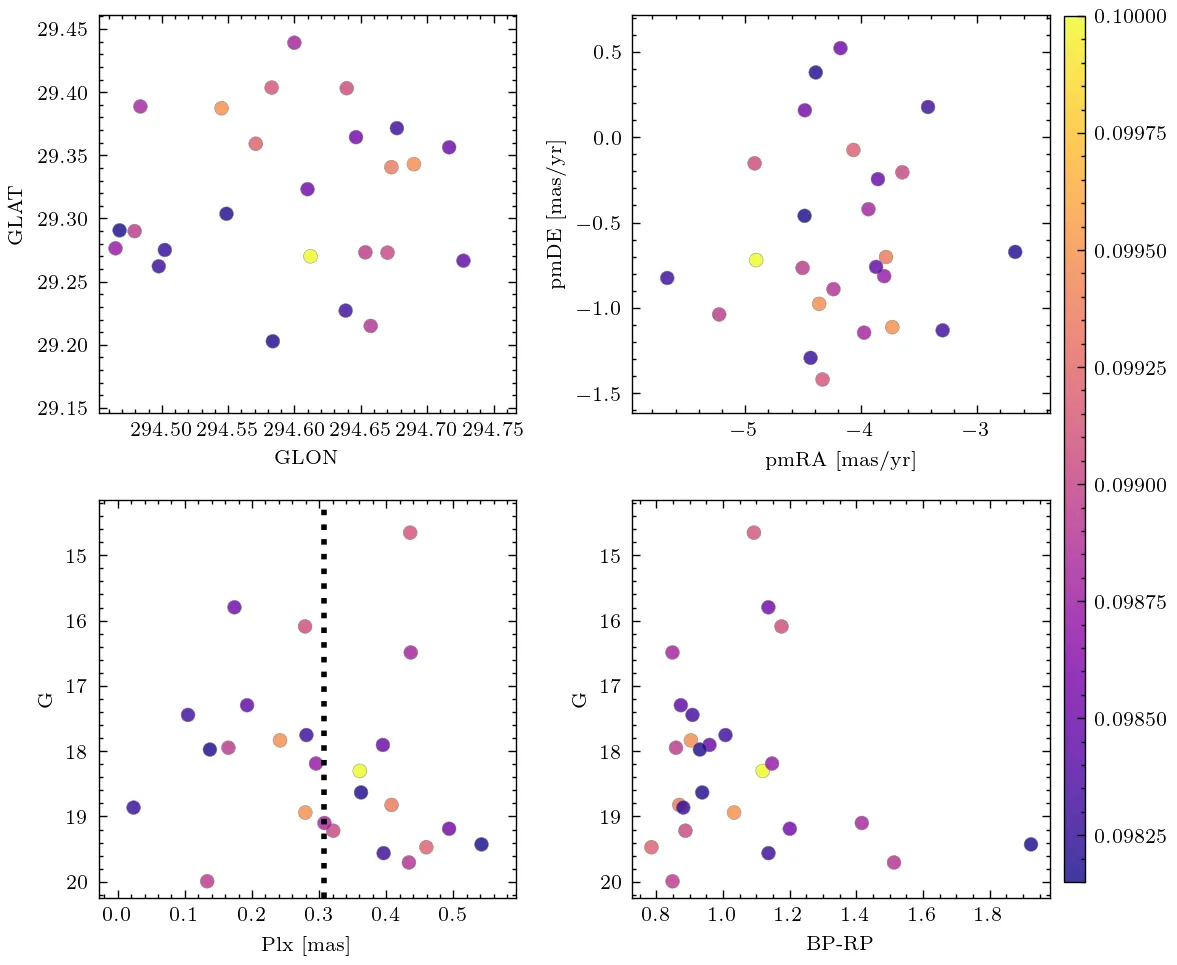 29.45
29.40
29.35
29.30
29.25
29.20
29.15
GLAT
294.50 294.55 294.60 294.65 294.70 294.75
GLON
0.5
0.0
−0.5
−1.0
−1.5
pmDE [mas/yr]
−5 −4 −3
pmRA [mas/yr]
0.10000
0.09975
0.09950
0.09925
0.09900
0.09875
0.09850
0.09825
15
16
17
18
19
20
G
0.0 0.1 0.2 0.3 0.4 0.5
Plx [mas]
15
16
17
18
19
20
G
0.8 1.0 1.2 1.4 1.6 1.8
BP-RP